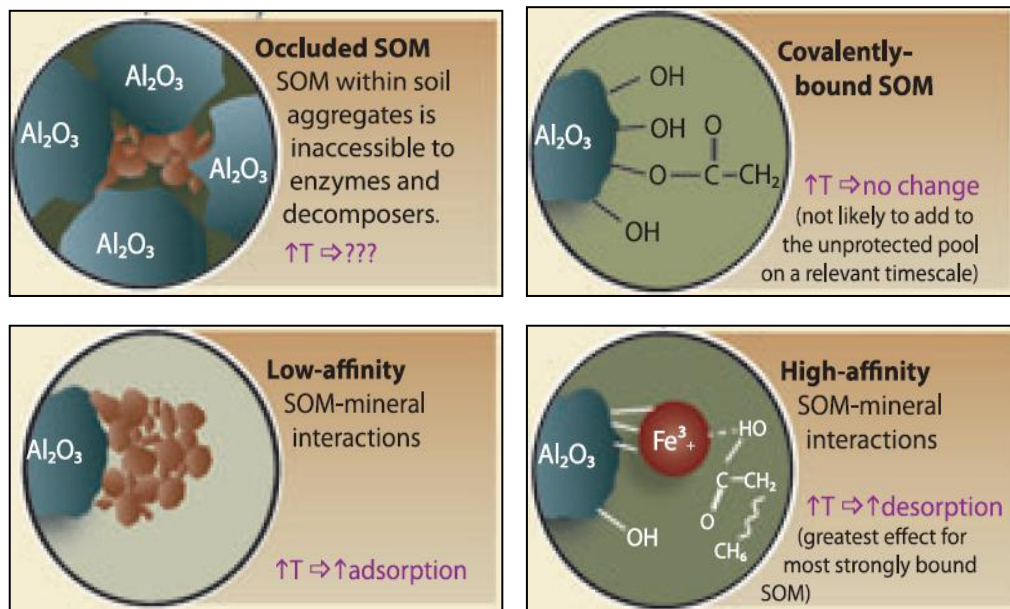 Al₂O₃
Al₂O₃
Al₂O₃
Al₂O₃
Occluded SOM
SOM within soil
aggregates is
inaccessible to
enzymes and
decomposers.
↑T ⇨???
Covalently-
bound SOM
Al₂O₃
OH
OH
O
O—C—CH₂
OH
↑T ⇨no change
(not likely to add to
the unprotected pool
on a relevant timescale)
Low-affinity
SOM-mineral
interactions
Al₂O₃
↑T ⇨↑adsorption
High-affinity
SOM-mineral
interactions
Al₂O₃
Fe³₊
HO
C—CH₂
O
OH
CH₆
↑T ⇨↑desorption
(greatest effect for
most strongly bound
SOM)